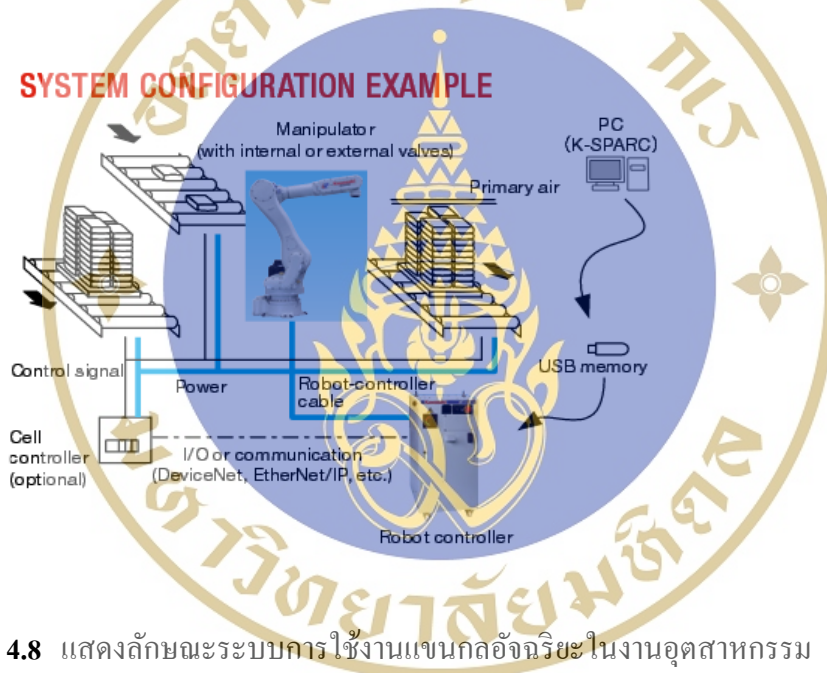 SYSTEM CONFIGURATION EXAMPLE
Manipulator
(with internal or external valves)
PC
(K-SPARC)
Primary air
Control signal
Power
Robot-controller
cable
USB memory
Cell
controller
(optional)
I/O or communication
(DeviceNet, EtherNet/IP, etc.)
Robot controller
4.8 แสดงลักษณะระบบการใช้งานแขนกลอัจฉริยะในงานอุตสาหกรรม